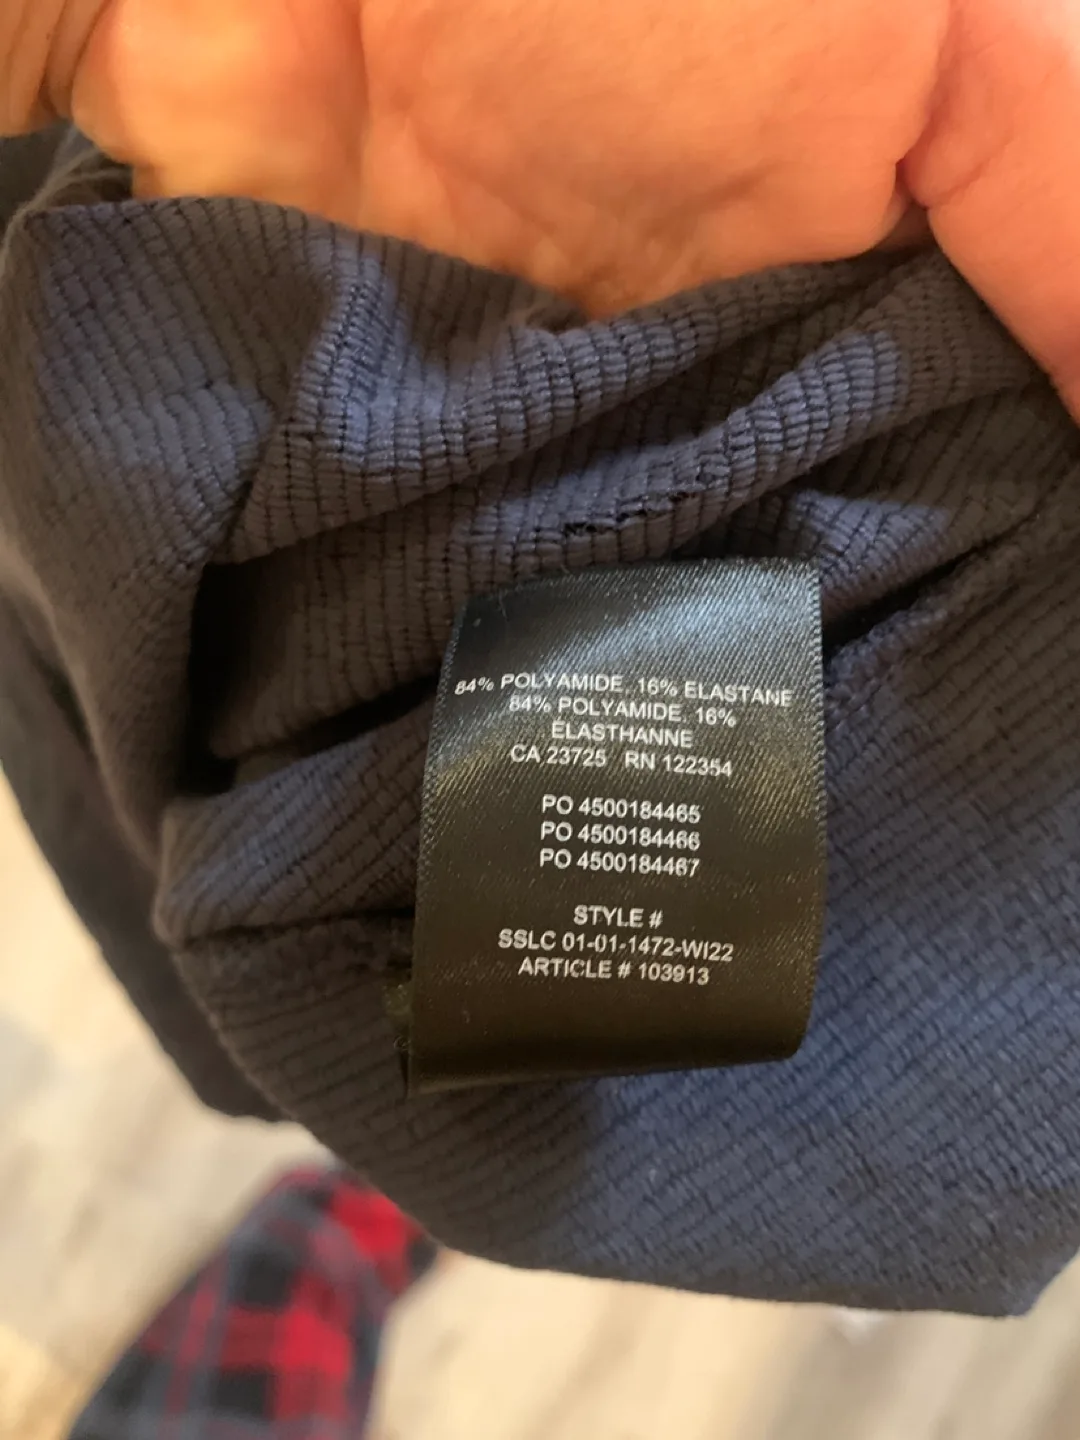 84% POLYAMIDE, 16% ELASTANE
84% POLYAMIDE, 16%
ÉLASTHANNE
CA 23725 RN 122354
PO 4500184465
PO 4500184466
PO 4500184467
STYLE #
SSLC 01-01-1472-WI22
ARTICLE # 103913